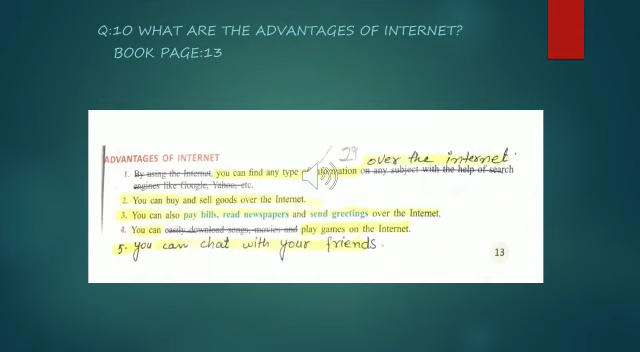 Q:10 WHAT ARE THE ADVANTAGES OF INTERNET?
BOOK PAGE:13
29 over the internet.
ADVANTAGES OF INTERNET
1. By using the Internet, you can find any type information on any subject with the help of search
engines like Google, Yahoo, etc.
2. You can buy and sell goods over the Internet.
3. You can also pay bills, read newspapers and send greetings over the Internet.
4. You can easily download songs, movies and play games on the Internet.
5. you can chat with your friends.
13